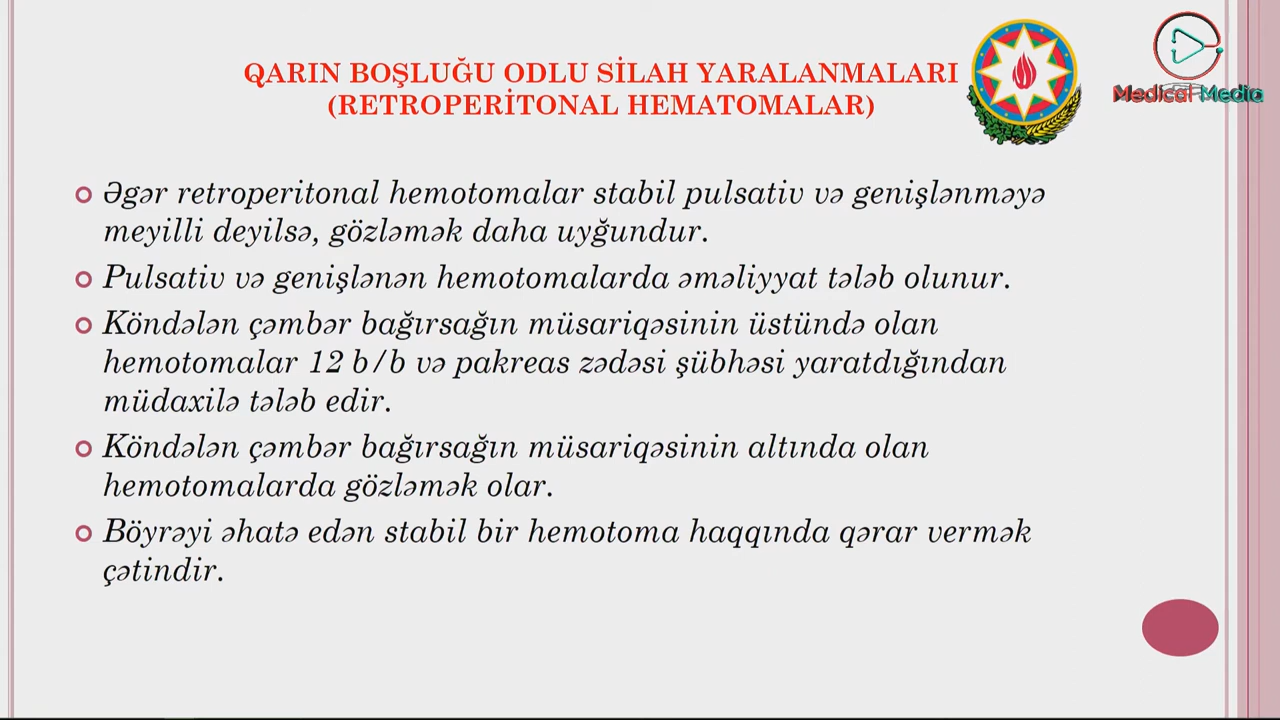 QARIN BOŞLUĞU ODLU SİLAH YARALANMALARI
(RETROPERİTONAL HEMATOMALAR)
Medical Media
Əgər retroperitonal hemotomalar stabil pulsativ və genişlənməyə
meyilli deyilsə, gözləmək daha uyğundur.
Pulsativ və genişlənən hemotomalarda əməliyyat tələb olunur.
Köndələn çəmbər bağırsağın müsariqəsinin üstündə olan
hemotomalar 12 b/b və pakreas zədəsi şübhəsi yaratdığından
müdaxilə tələb edir.
Köndələn çəmbər bağırsağın müsariqəsinin altında olan
hemotomalarda gözləmək olar.
Böyrəyi əhatə edən stabil bir hemotoma haqqında qərar vermək
çətindir.